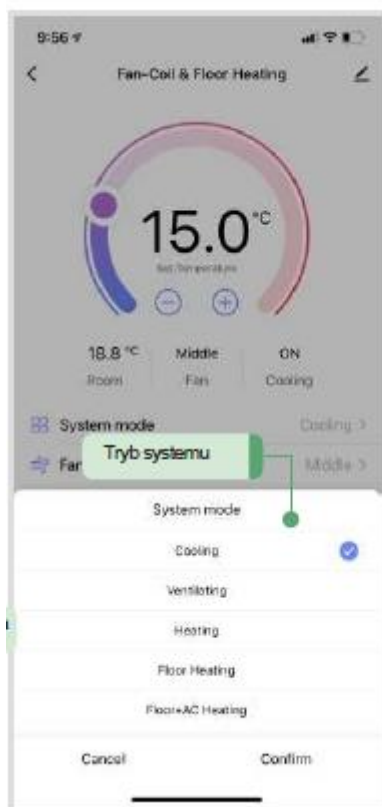 9:56
Fan-Coil & Floor Heating
15.0 °C
Set Temperature
18.8 °C Middle ON
Room Fan Cooling
System mode Cooling >
Tryb systemu
Fan Middle >
System mode
Cooling
Ventilating
Heating
Floor Heating
Floor+AC Heating
Cancel Confirm